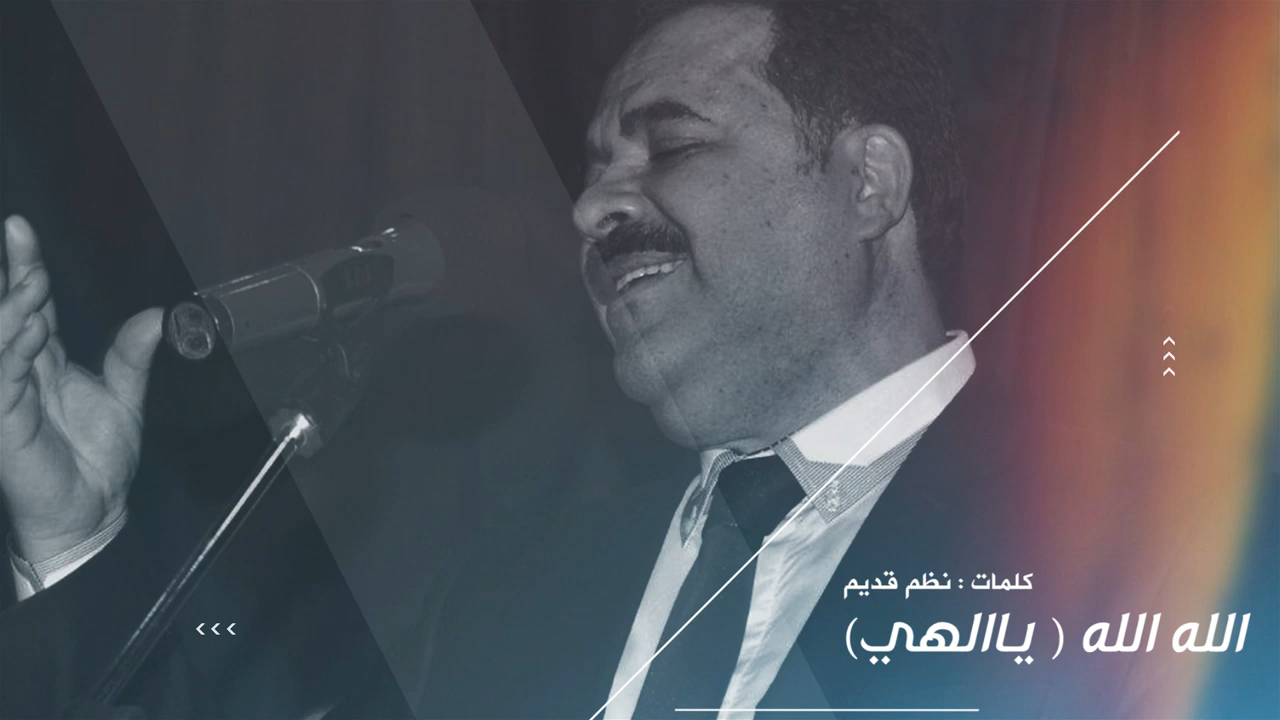 كلمات : نظم قديم
الله الله ( ياالهي)